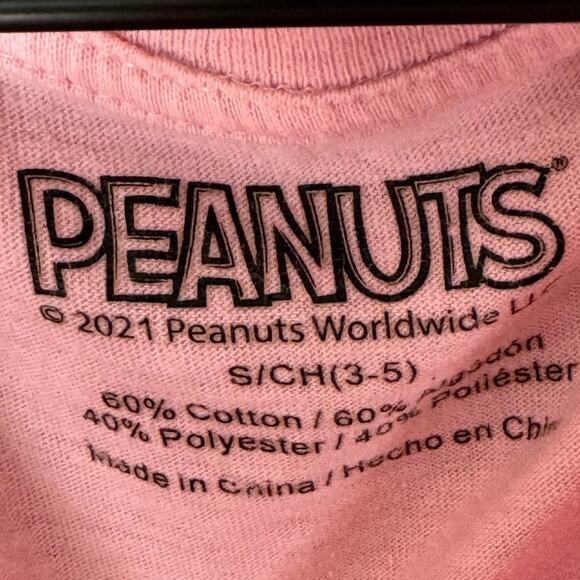 PEANUTS®
© 2021 Peanuts Worldwide LLC
S/CH(3-5)
60% Cotton / 60% Algodón
40% Polyester / 40% Poliéster
Made in China / Hecho en Chin